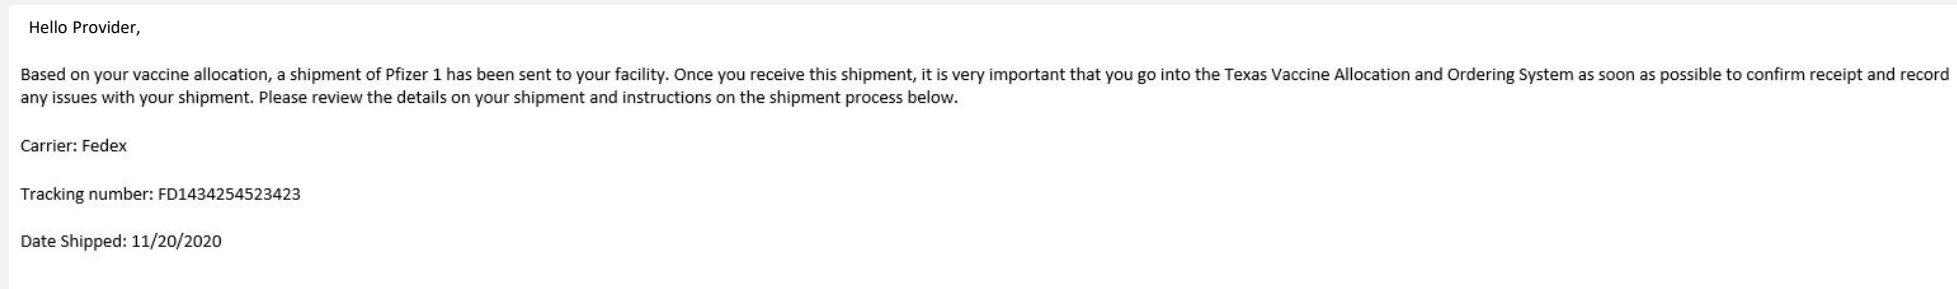 Hello Provider,
Based on your vaccine allocation, a shipment of Pfizer 1 has been sent to your facility. Once you receive this shipment, it is very important that you go into the Texas Vaccine Allocation and Ordering System as soon as possible to confirm receipt and record
any issues with your shipment. Please review the details on your shipment and instructions on the shipment process below.
Carrier: Fedex
Tracking number: FD1434254523423
Date Shipped: 11/20/2020